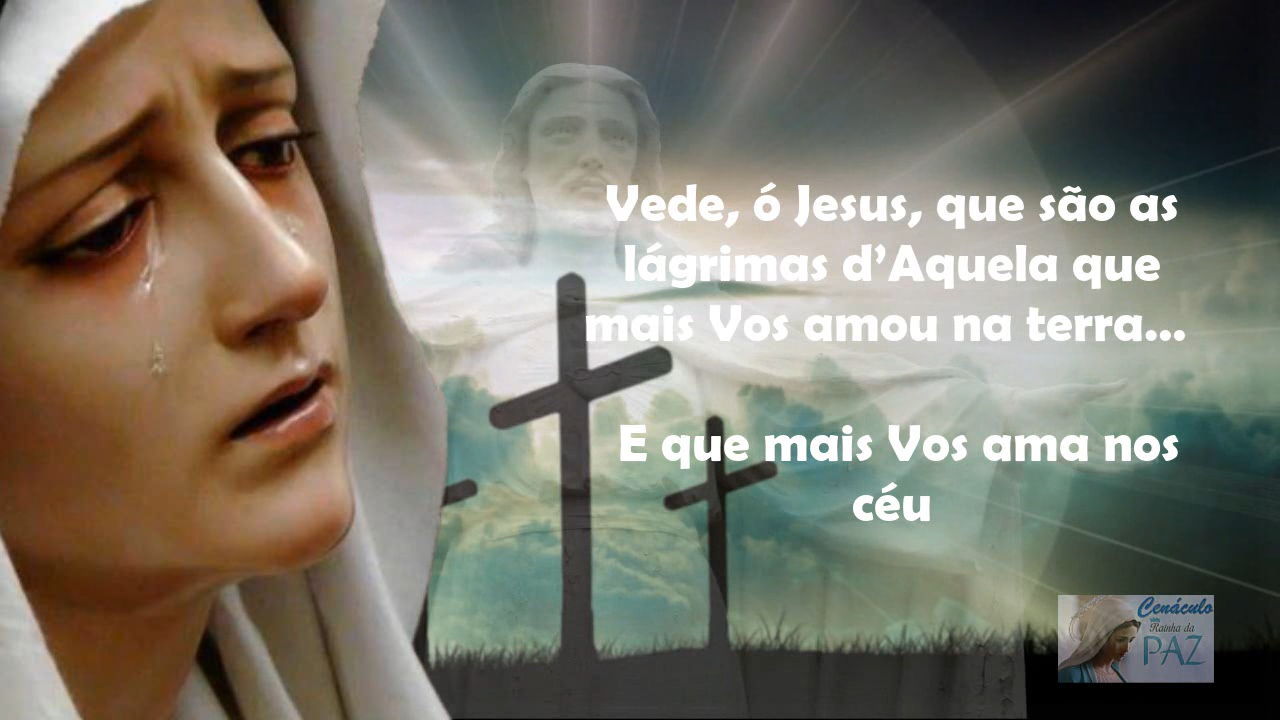 Vede, ó Jesus, que são as
lágrimas d’Aquela que
mais Vos amou na terra...
E que mais Vos ama nos
céu
Cenáculo
Rainha da
PAZ